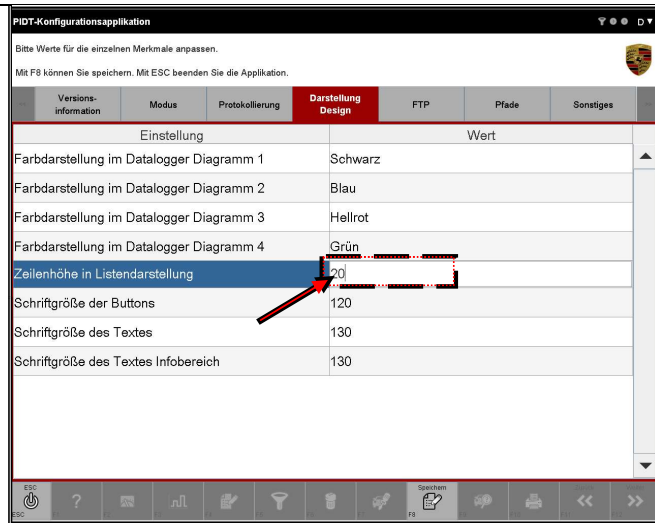 PIDT-Konfigurationsapplikation
D
Bitte Werte für die einzelnen Merkmale anpassen.
Mit F8 können Sie speichern. Mit ESC beenden Sie die Applikation.
Versions-
information
Modus
Protokollierung
Darstellung
Design
FTP
Pfade
Sonstiges
Einstellung Wert
Farbdarstellung im Datalogger Diagramm 1 Schwarz
Farbdarstellung im Datalogger Diagramm 2 Blau
Farbdarstellung im Datalogger Diagramm 3 Hellrot
Farbdarstellung im Datalogger Diagramm 4 Grün
Zeilenhöhe in Listendarstellung 20
Schriftgröße der Buttons 120
Schriftgröße des Textes 130
Schriftgröße des Textes Infobereich 130
ESC
ESC
Speichern
F8